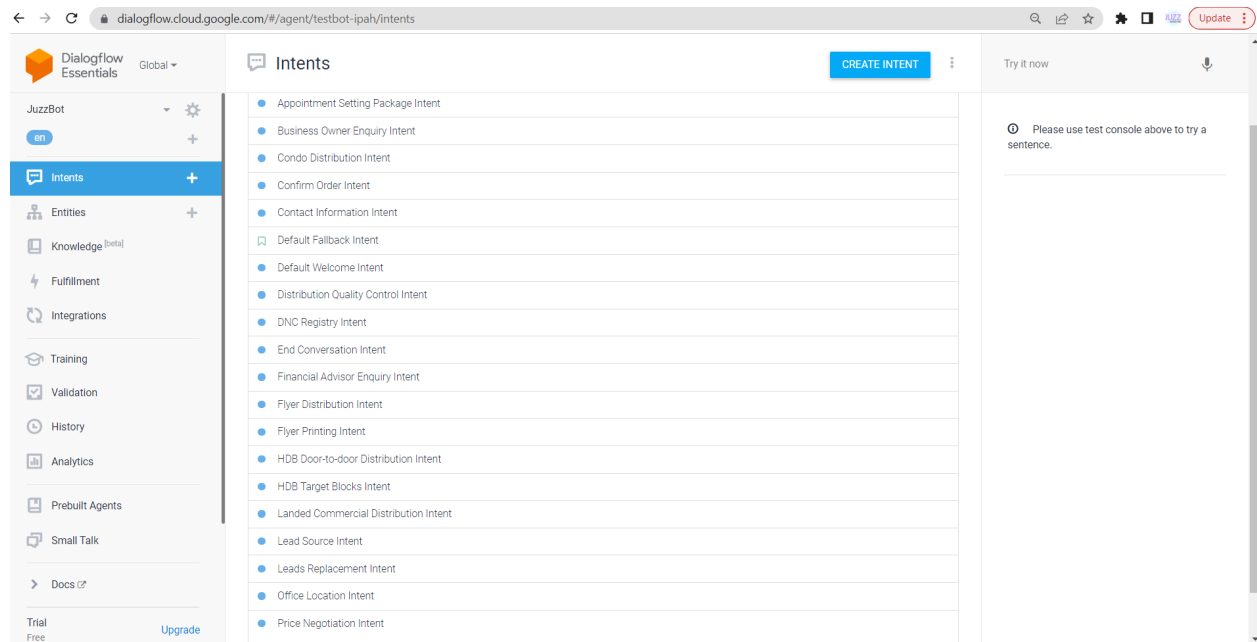 dialogflow.cloud.google.com/#/agent/testbot-ipah/intents
JUZZ
Update
Dialogflow
Essentials
Global
Intents
CREATE INTENT
Try it now
JuzzBot
en
Intents
Entities
Knowledge [beta]
Fulfillment
Integrations
Training
Validation
History
Analytics
Prebuilt Agents
Small Talk
Docs
Trial
Free
Upgrade
Appointment Setting Package Intent
Business Owner Enquiry Intent
Condo Distribution Intent
Confirm Order Intent
Contact Information Intent
Default Fallback Intent
Default Welcome Intent
Distribution Quality Control Intent
DNC Registry Intent
End Conversation Intent
Financial Advisor Enquiry Intent
Flyer Distribution Intent
Flyer Printing Intent
HDB Door-to-door Distribution Intent
HDB Target Blocks Intent
Landed Commercial Distribution Intent
Lead Source Intent
Leads Replacement Intent
Office Location Intent
Price Negotiation Intent
Please use test console above to try a
sentence.